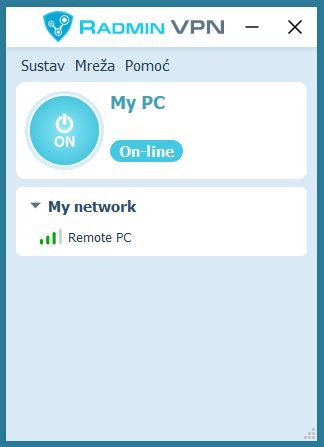 RADMIN VPN
Sustav Mreža Pomoć
My PC
ON
On-line
My network
Remote PC